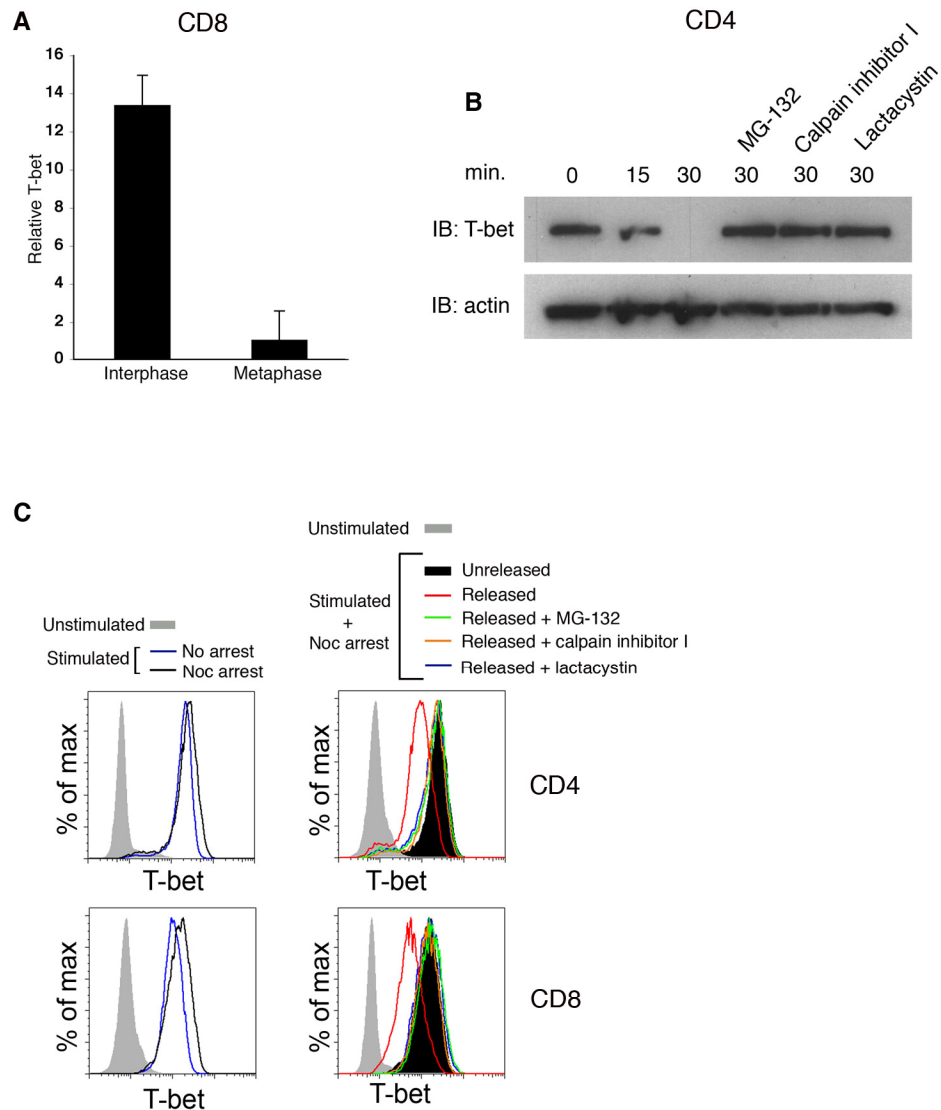 A
CD8
16
14
12
10
8
6
4
2
0
Relative T-bet
Interphase
Metaphase
CD4
B
MG-132
Calpain inhibitor I
Lactacystin
min.
0 15 30 30 30 30
IB: T-bet
IB: actin
C
Unstimulated
Stimulated
No arrest
Noc arrest
Unstimulated
Stimulated
+
Noc arrest
Unreleased
Released
Released + MG-132
Released + calpain inhibitor I
Released + lactacystin
% of max
T-bet
% of max
T-bet
CD4
% of max
T-bet
% of max
T-bet
CD8